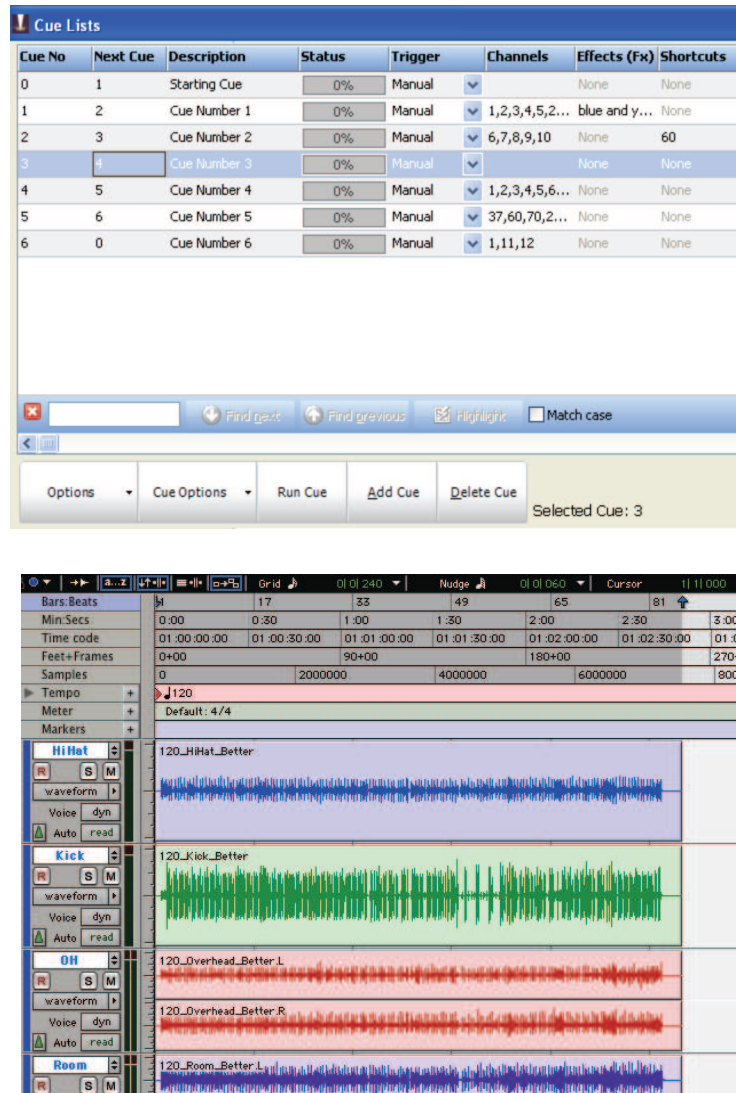 Cue Lists
Cue No Next Cue Description Status Trigger Channels Effects (Fx) Shortcuts
0 1 Starting Cue 0% Manual None None
1 2 Cue Number 1 0% Manual 1,2,3,4,5,2... blue and y... None
2 3 Cue Number 2 0% Manual 6,7,8,9,10 None 60
3 4 Cue Number 3 0% Manual None None
4 5 Cue Number 4 0% Manual 1,2,3,4,5,6... None None
5 6 Cue Number 5 0% Manual 37,60,70,2... None None
6 0 Cue Number 6 0% Manual 1,11,12 None None
Find next Find previous Highlight Match case
Options Cue Options Run Cue Add Cue Delete Cue
Selected Cue: 3
a...z Grid 0| 0| 240 Nudge 0| 0| 060 Cursor 1| 1| 000
Bars:Beats 1 17 33 49 65 81
Min:Secs 0:00 0:30 1:00 1:30 2:00 2:30 3:00
Time code 01:00:00:00 01:00:30:00 01:01:00:00 01:01:30:00 01:02:00:00 01:02:30:00 01:0
Feet+Frames 0+00 90+00 180+00 270+
Samples 0 2000000 4000000 6000000 800
Tempo + 120
Meter + Default: 4/4
Markers +
HiHat 120_HiHat_Better
R S M
waveform
Voice dyn
Auto read
Kick 120_Kick_Better
R S M
waveform
Voice dyn
Auto read
OH 120_Overhead_Better.L
R S M
waveform
120_Overhead_Better.R
Voice dyn
Auto read
Room 120_Room_Better.L
R S M